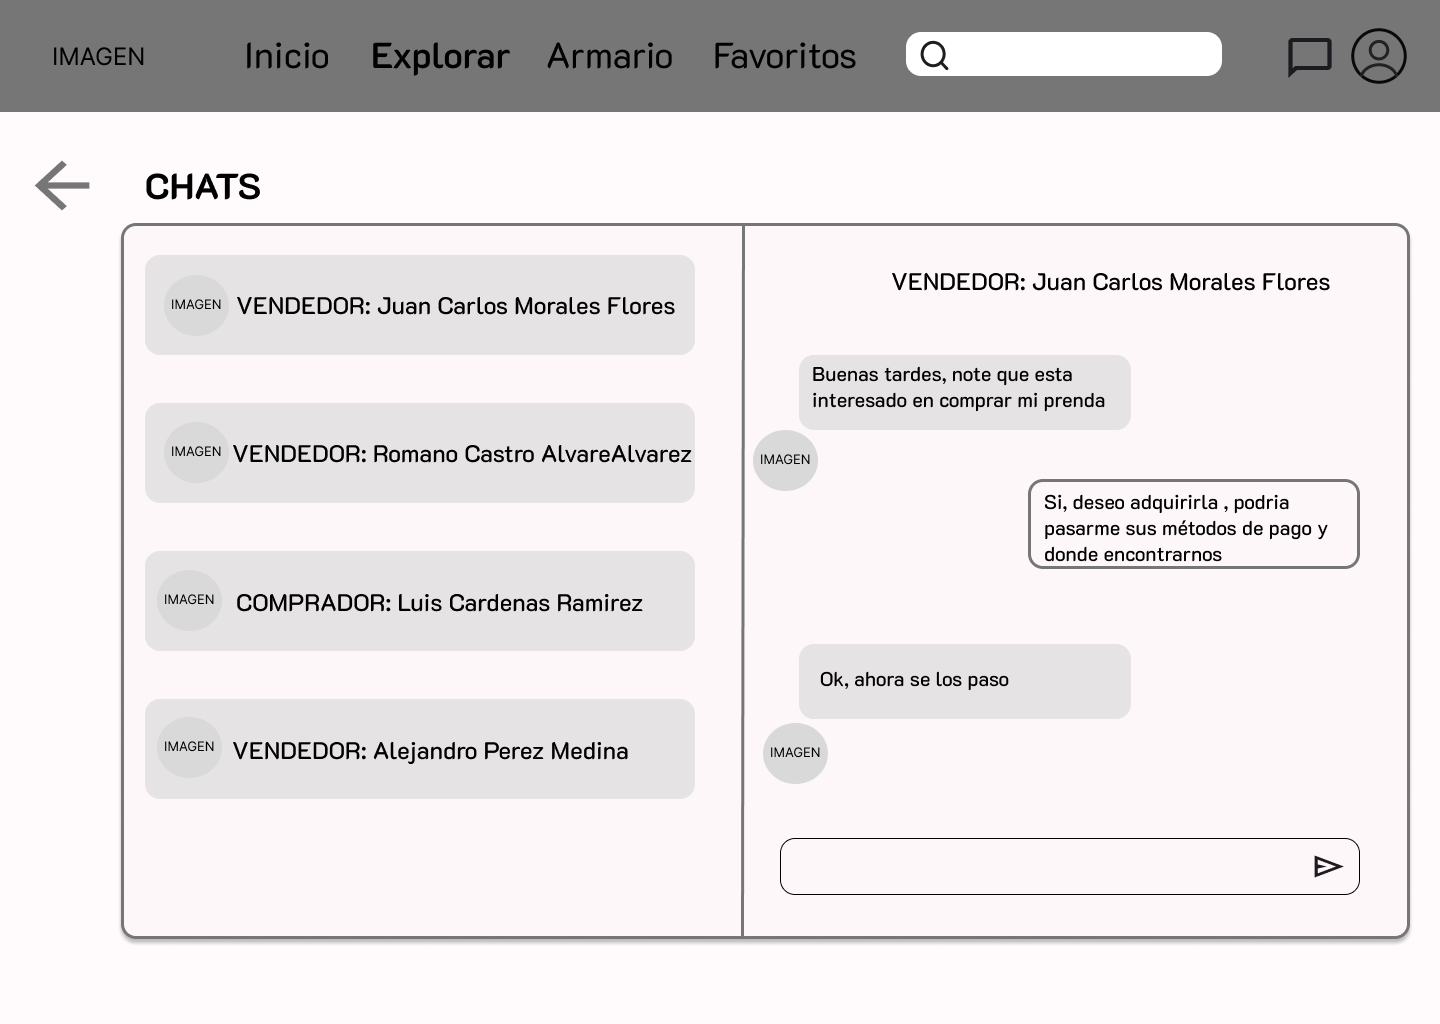 IMAGEN Inicio Explorar Armario Favoritos
CHATS
IMAGEN VENDEDOR: Juan Carlos Morales Flores
IMAGEN VENDEDOR: Romano Castro AlvareAlvarez
IMAGEN COMPRADOR: Luis Cardenas Ramirez
IMAGEN VENDEDOR: Alejandro Perez Medina
VENDEDOR: Juan Carlos Morales Flores
Buenas tardes, note que esta
interesado en comprar mi prenda
IMAGEN
Si, deseo adquirirla , podria
pasarme sus métodos de pago y
donde encontrarnos
Ok, ahora se los paso
IMAGEN